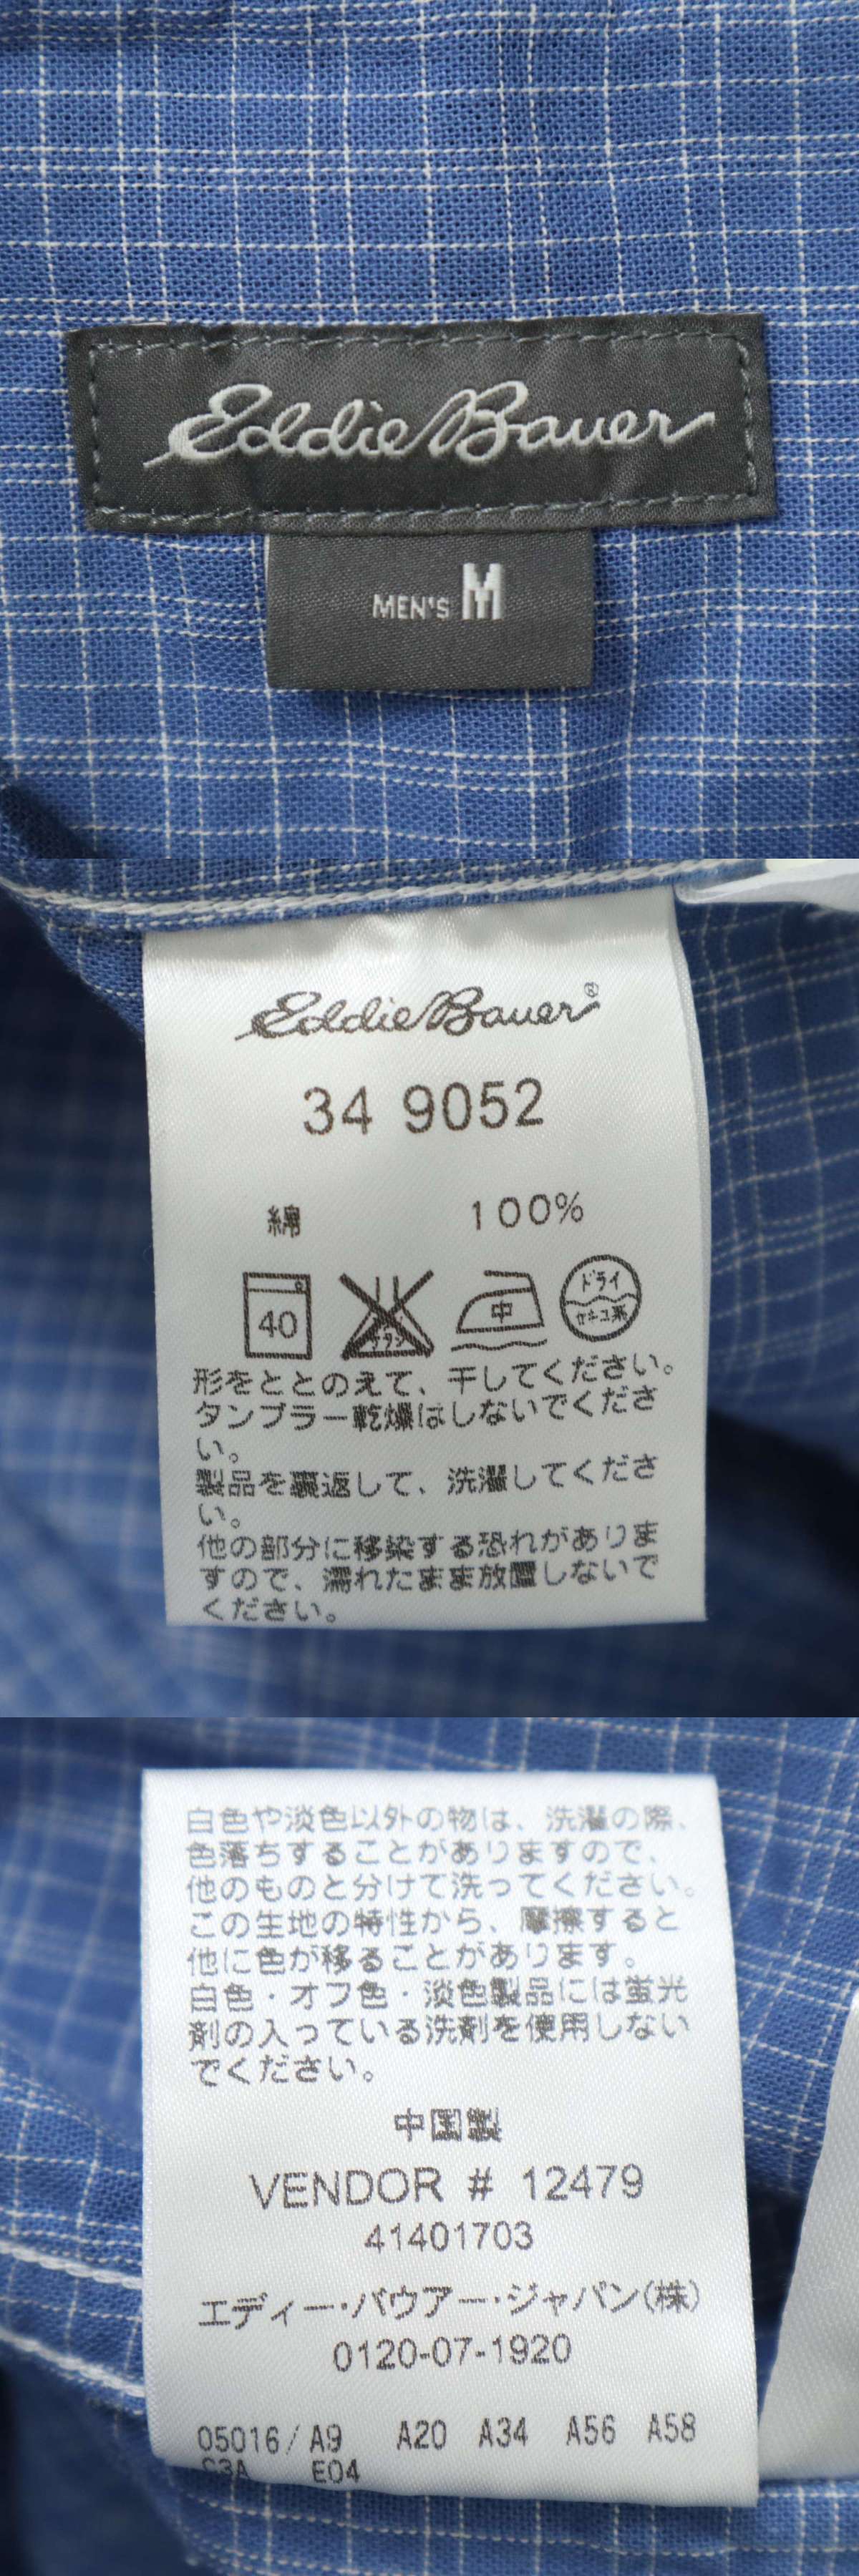 Eddie Bauer
MEN'S M
Eddie Bauer®
34 9052
綿 100%
40
中
ドライ
セキユ系
形をととのえて、干してください。
タンブラー乾燥はしないでくださ
い。
製品を裏返して、洗濯してくださ
い。
他の部分に移染する恐れがありま
すので、濡れたまま放置しないで
ください。
白色や淡色以外の物は、洗濯の際、
色落ちすることがありますので、
他のものと分けて洗ってください。
この生地の特性から、摩擦すると
他に色が移ることがあります。
白色・オフ色・淡色製品には蛍光
剤の入っている洗剤を使用しない
でください。
中国製
VENDOR # 12479
41401703
エディー・バウアー・ジャパン(株)
0120-07-1920
05016/A9 A20 A34 A56 A58
E04